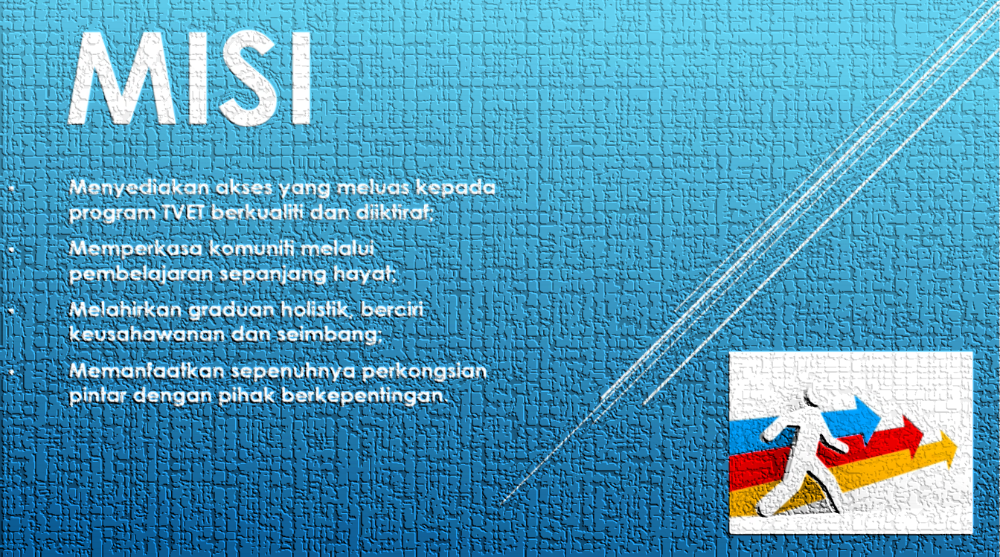 MISI
• Menyediakan akses yang meluas kepada
program TVET berkualiti dan diiktiraf;
• Memperkasa komuniti melalui
pembelajaran sepanjang hayat;
• Melahirkan graduan holistik, berciri
keusahawanan dan seimbang;
• Memanfaatkan sepenuhnya perkongsian
pintar dengan pihak berkepentingan.